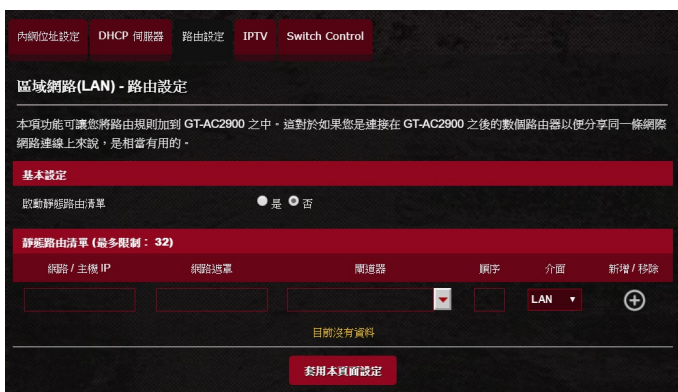 內網位址設定 DHCP 伺服器 路由設定 IPTV Switch Control
區域網路(LAN) - 路由設定
本項功能可讓您將路由規則加到 GT-AC2900 之中。這對於如果您是連接在 GT-AC2900 之後的數個路由器以便分享同一條網際
網路連線上來說，是相當有用的。
基本設定
啟動靜態路由清單 是 否
靜態路由清單 (最多限制： 32)
網路 / 主機 IP 網路遮罩 閘道器 順序 介面 新增 / 移除
LAN
目前沒有資料
套用本頁面設定